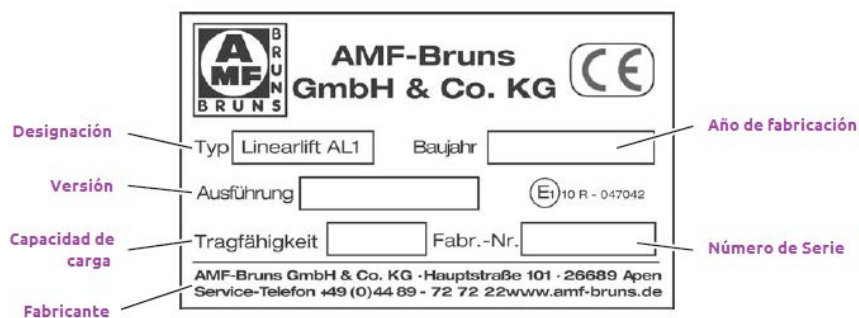 AMF
BRUNS
BRUNS
AMF-Bruns
GmbH & Co. KG
CE
Designación
Typ Linearlift AL1 Baujahr
Año de fabricación
Versión
Ausführung
E1 10 R - 047042
Capacidad de
carga
Tragfähigkeit Fabr.-Nr.
Número de Serie
AMF-Bruns GmbH & Co. KG ·Hauptstraße 101 · 26689 Apen
Service-Telefon +49 (0)44 89 - 72 72 22www.amf-bruns.de
Fabricante